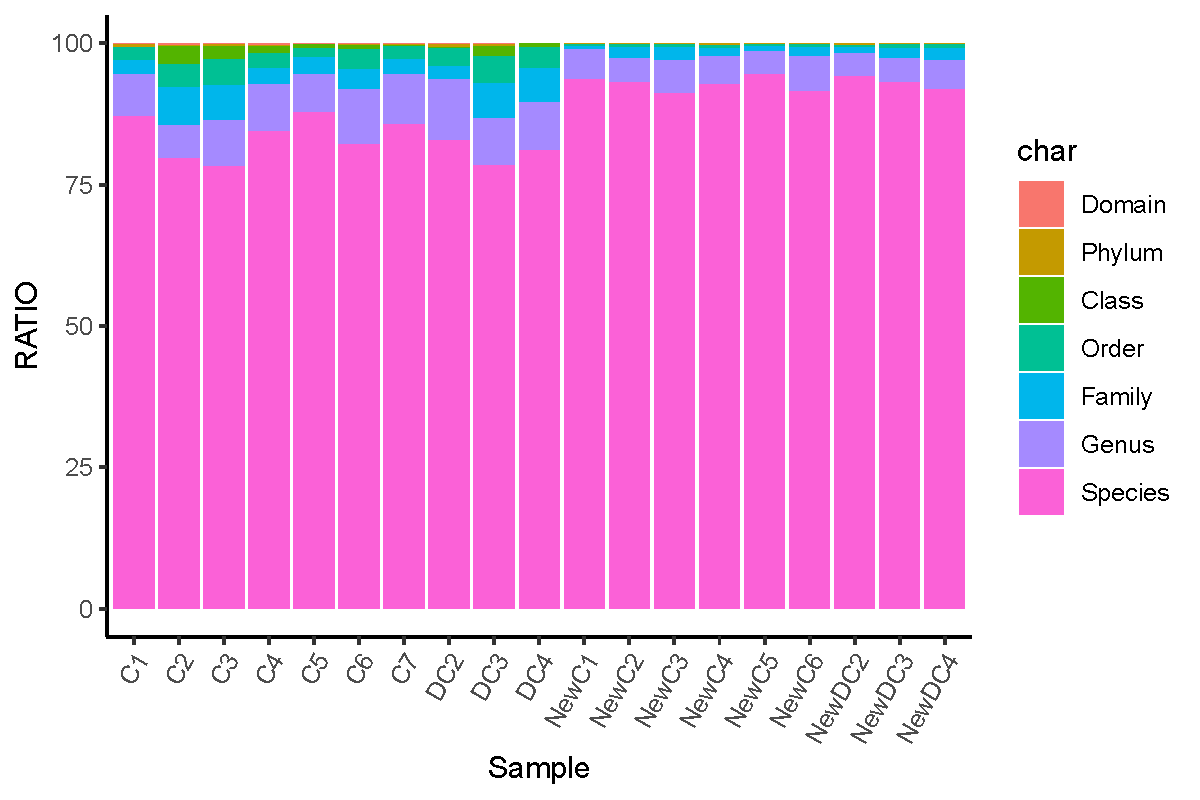 100
75
50
25
0
RATIO
C1
C2
C3
C4
C5
C6
C7
DC2
DC3
DC4
NewC1
NewC2
NewC3
NewC4
NewC5
NewC6
NewDC2
NewDC3
NewDC4
Sample
char
Domain
Phylum
Class
Order
Family
Genus
Species